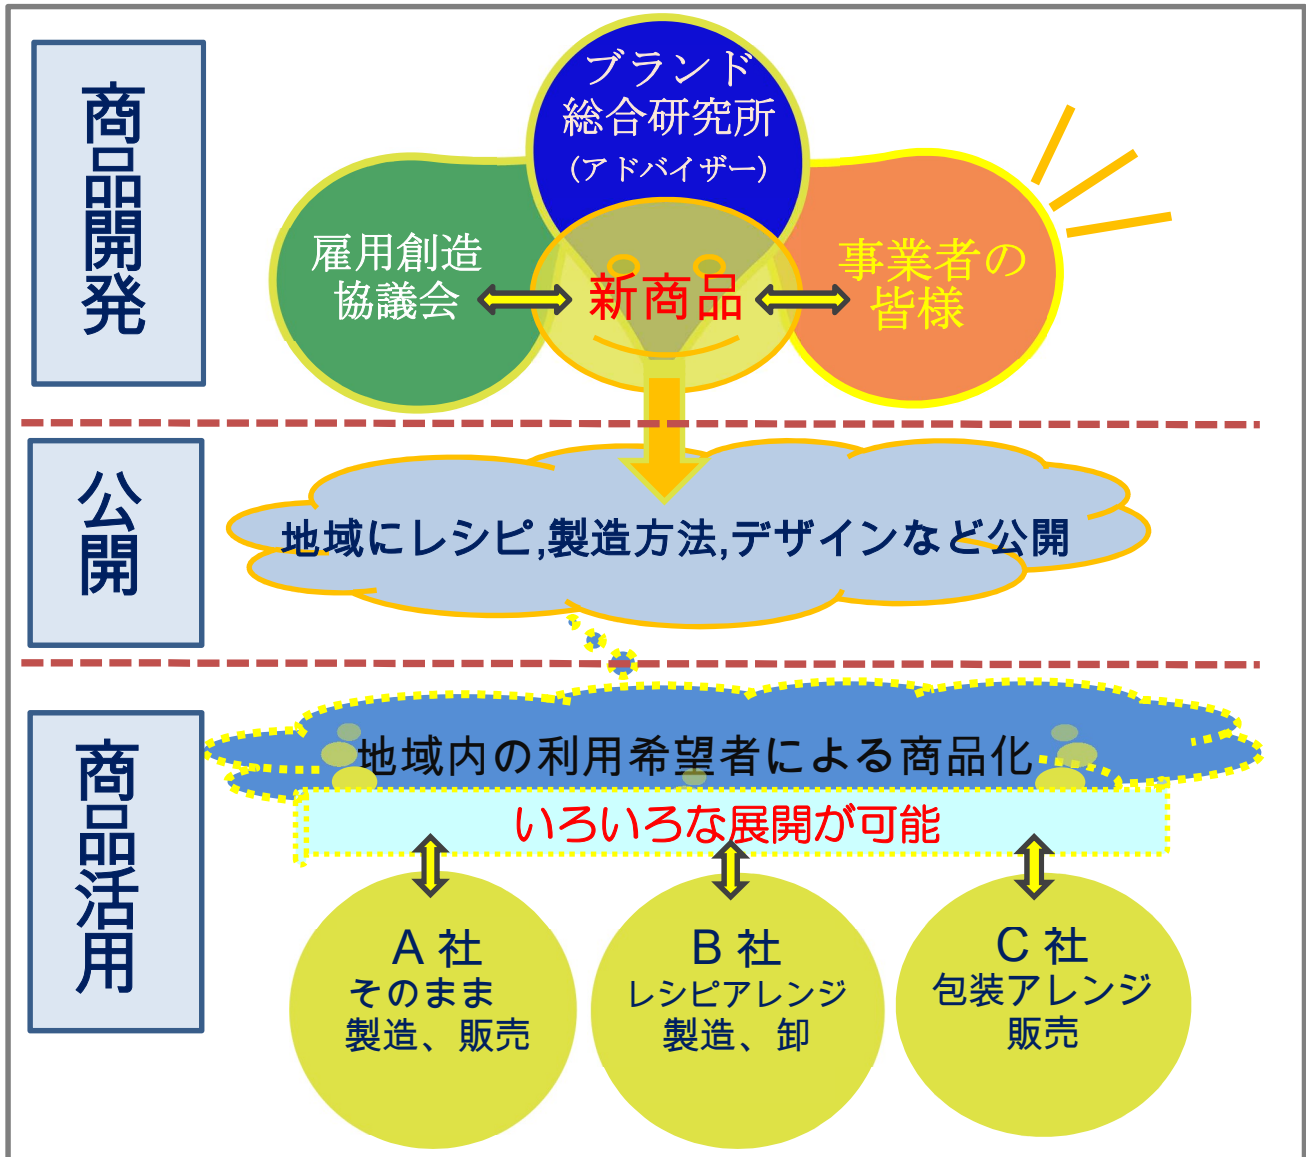 商品開発
ブランド
総合研究所
（アドバイザー）
雇用創造
協議会
新商品
事業者の
皆様
公開
地域にレシピ,製造方法,デザインなど公開
商品活用
地域内の利用希望者による商品化
いろいろな展開が可能
A 社
そのまま
製造、販売
B 社
レシピアレンジ
製造、卸
C 社
包装アレンジ
販売